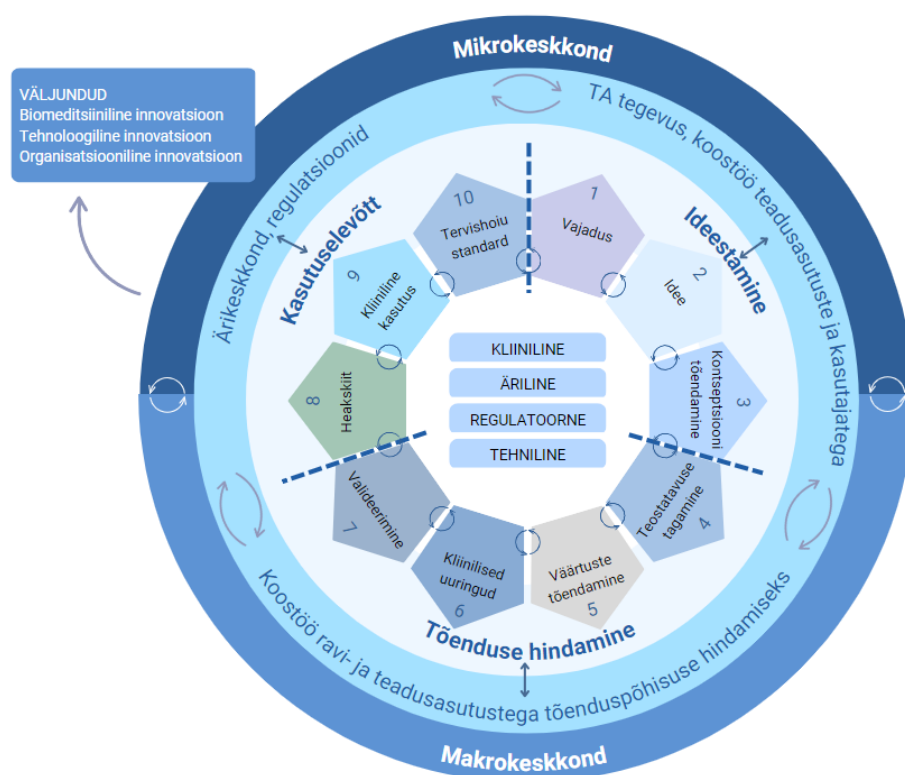 Mikrokeskkond
VÄLJUNDUD
Biomeditsiiniline innovatsioon
Tehnoloogiline innovatsioon
Organisatsiooniline innovatsioon
TA tegevus, koostöö teadusasutuste ja kasutajatega
Ärikeskkond, regulatsioonid
Ideestamine
Kasutuselevõtt
1
Vajadus
2
Idee
3
Kontseptsiooni
tõendamine
4
Teostatavuse
tagamine
5
Väärtuste
tõendamine
6
Kliinilised
uuringud
7
Valideerimine
8
Heakskiit
9
Kliiniline
kasutus
10
Tervishoiu
standard
KLIINILINE
ÄRILINE
REGULATOORNE
TEHNILINE
Tõenduse hindamine
Koostöö ravi- ja teadusasutustega tõenduspõhisuse hindamiseks
Makrokeskkond